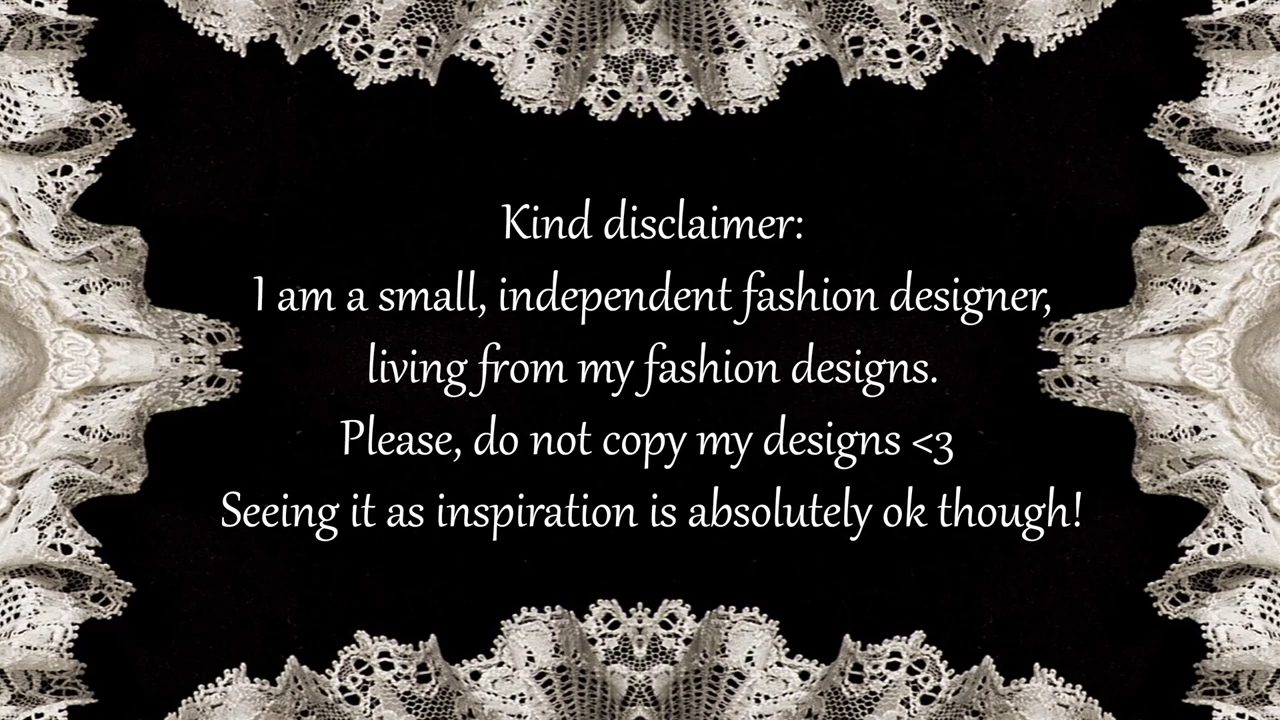 Kind disclaimer:
I am a small, independent fashion designer,
living from my fashion designs.
Please, do not copy my designs <3
Seeing it as inspiration is absolutely ok though!